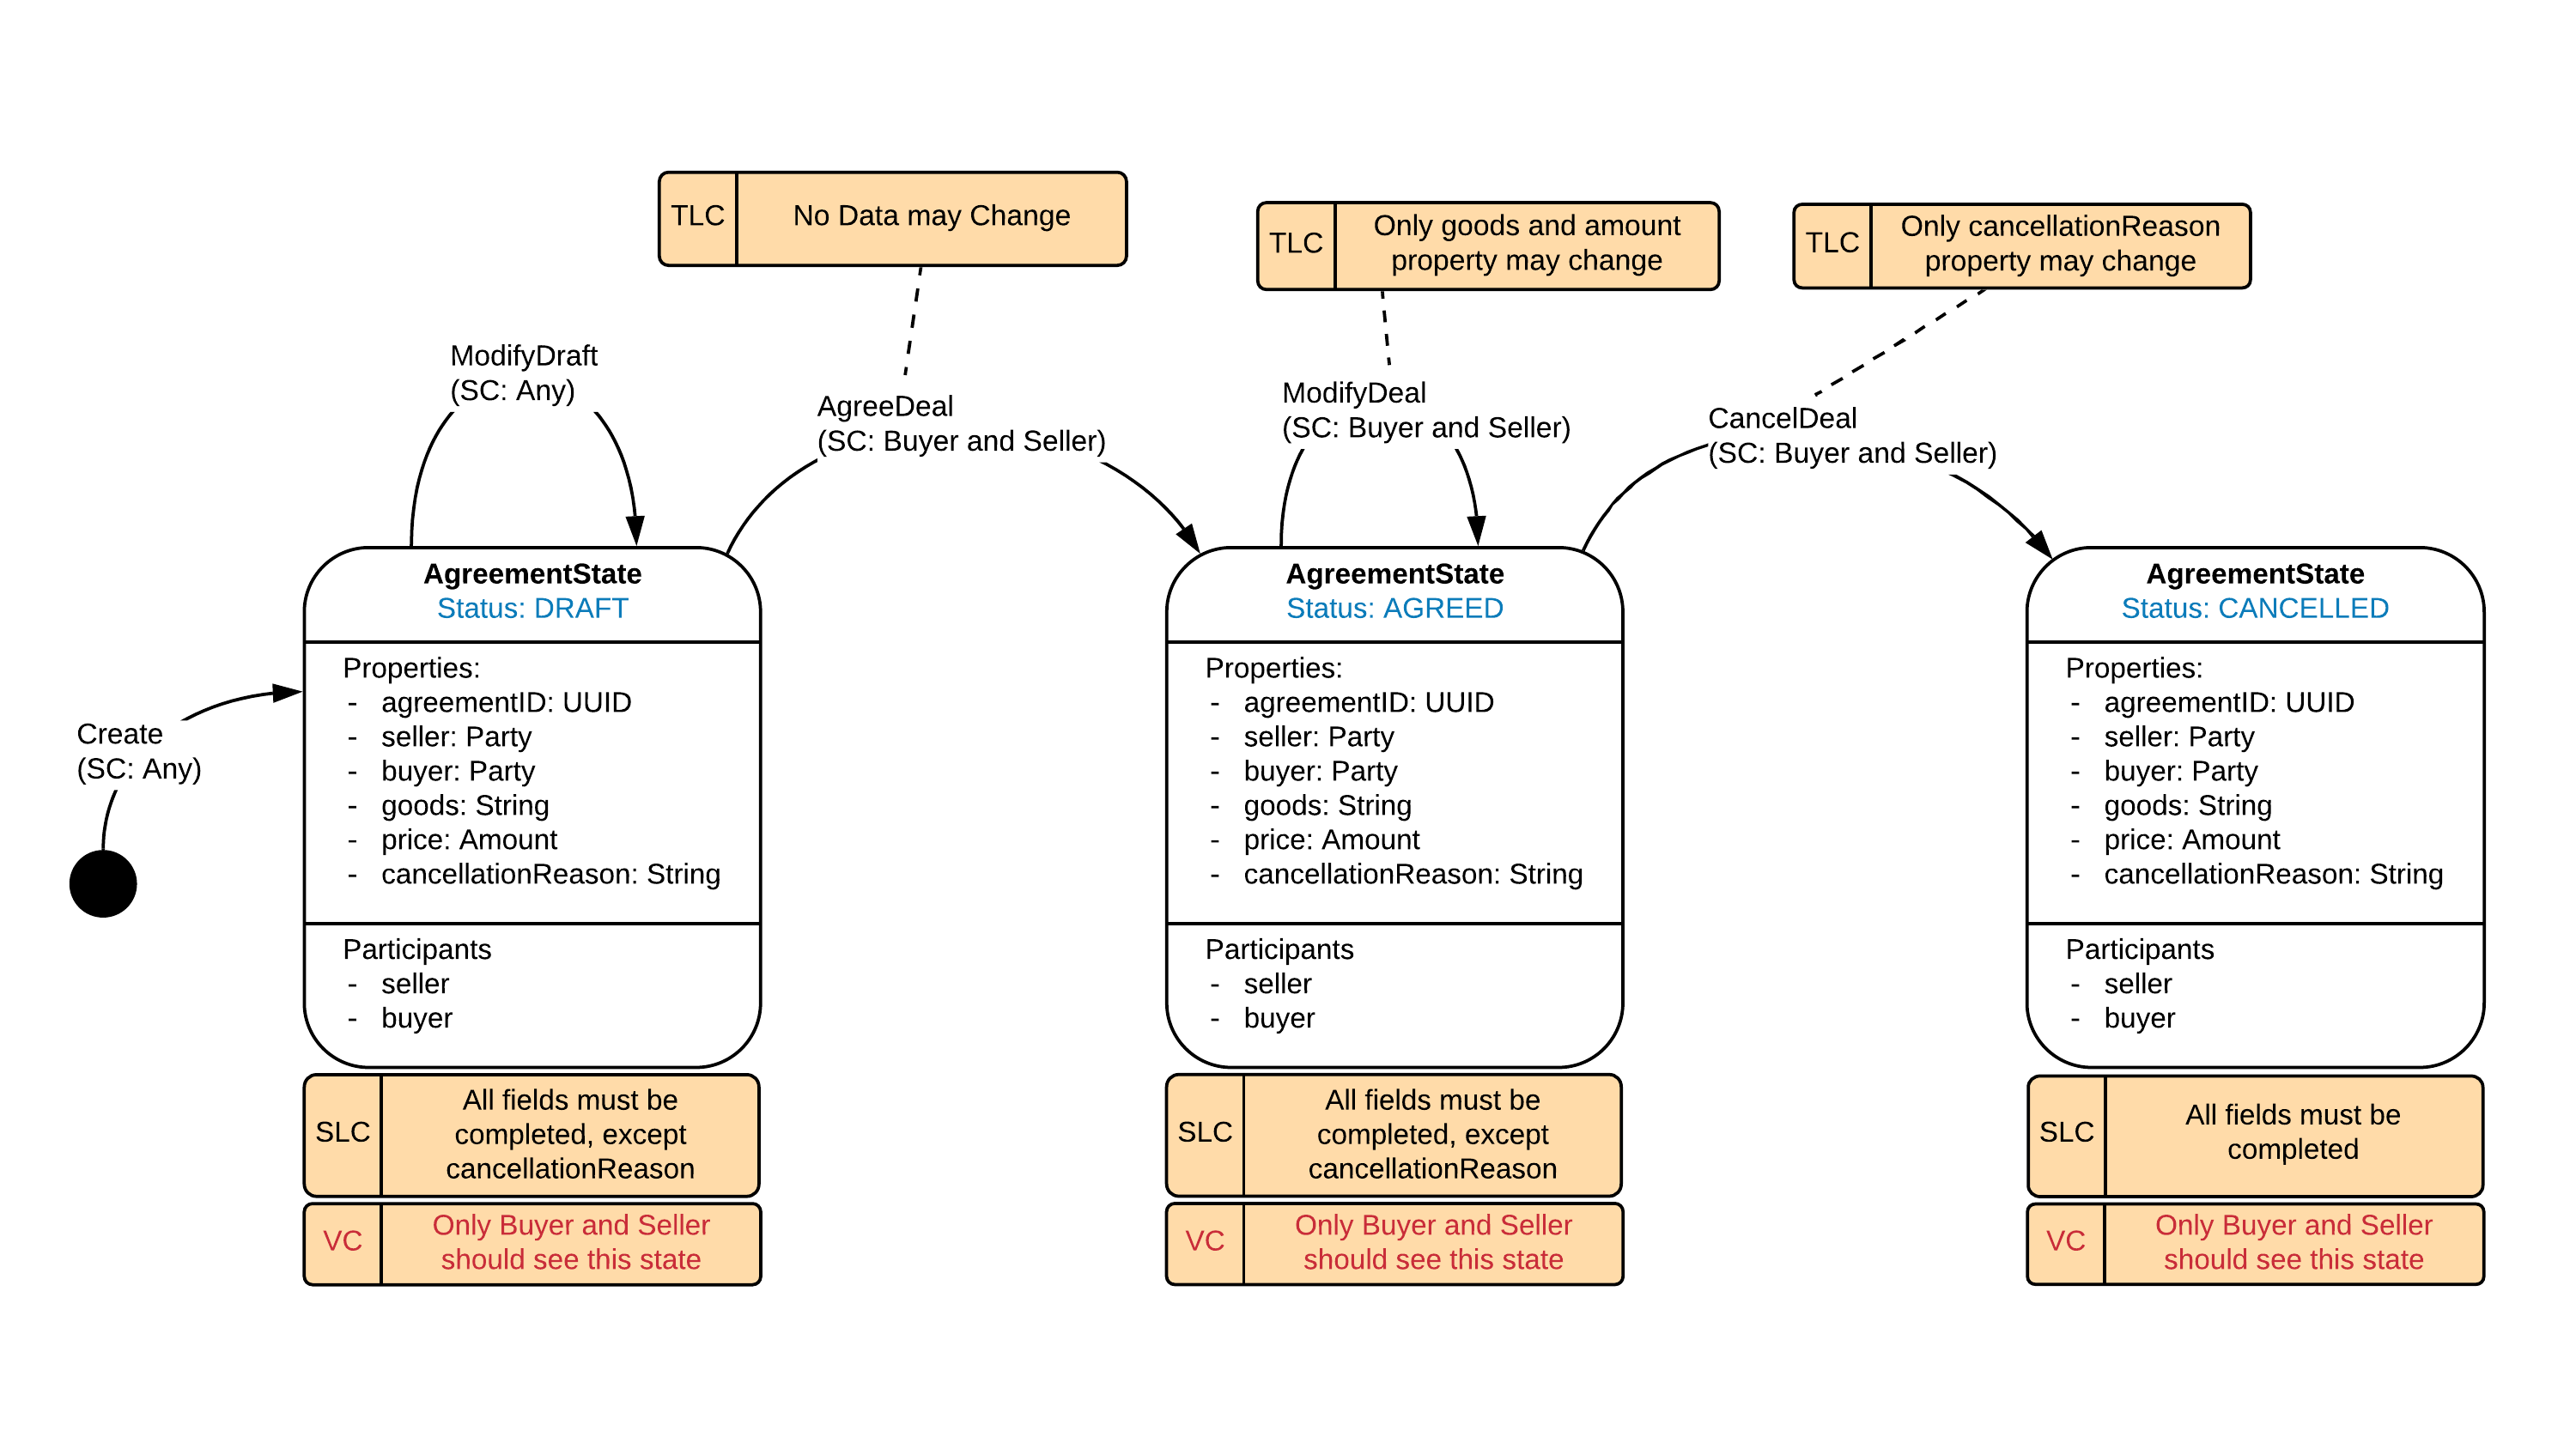 TLC
No Data may Change
TLC
Only goods and amount
property may change
TLC
Only cancellationReason
property may change
ModifyDraft
(SC: Any)
AgreeDeal
(SC: Buyer and Seller)
ModifyDeal
(SC: Buyer and Seller)
CancelDeal
(SC: Buyer and Seller)
Create
(SC: Any)
AgreementState
Status: DRAFT
Properties:
- agreementID: UUID
- seller: Party
- buyer: Party
- goods: String
- price: Amount
- cancellationReason: String
Participants
- seller
- buyer
SLC
All fields must be
completed, except
cancellationReason
VC
Only Buyer and Seller
should see this state
AgreementState
Status: AGREED
Properties:
- agreementID: UUID
- seller: Party
- buyer: Party
- goods: String
- price: Amount
- cancellationReason: String
Participants
- seller
- buyer
SLC
All fields must be
completed, except
cancellationReason
VC
Only Buyer and Seller
should see this state
AgreementState
Status: CANCELLED
Properties:
- agreementID: UUID
- seller: Party
- buyer: Party
- goods: String
- price: Amount
- cancellationReason: String
Participants
- seller
- buyer
SLC
All fields must be
completed
VC
Only Buyer and Seller
should see this state